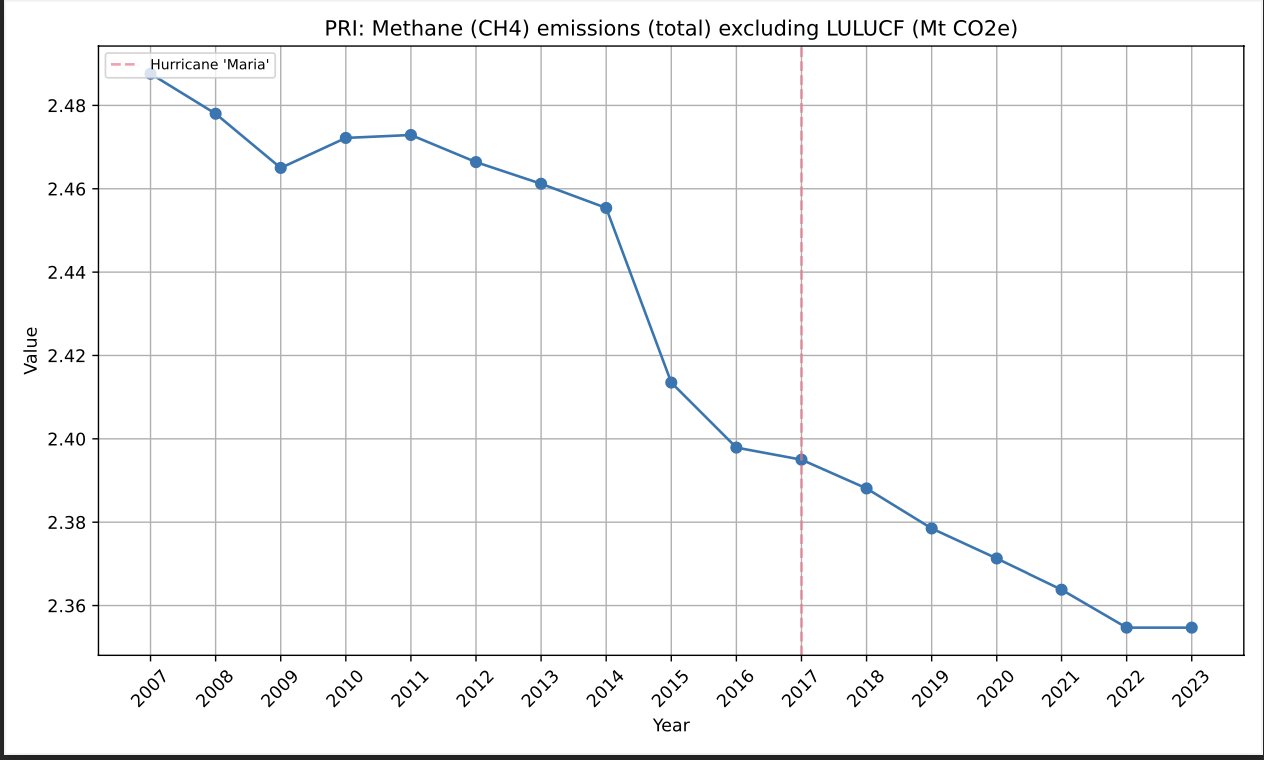 PRI: Methane (CH4) emissions (total) excluding LULUCF (Mt CO2e)
Hurricane 'Maria'
Value
2.48
2.46
2.44
2.42
2.40
2.38
2.36
2007 2008 2009 2010 2011 2012 2013 2014 2015 2016 2017 2018 2019 2020 2021 2022 2023
Year